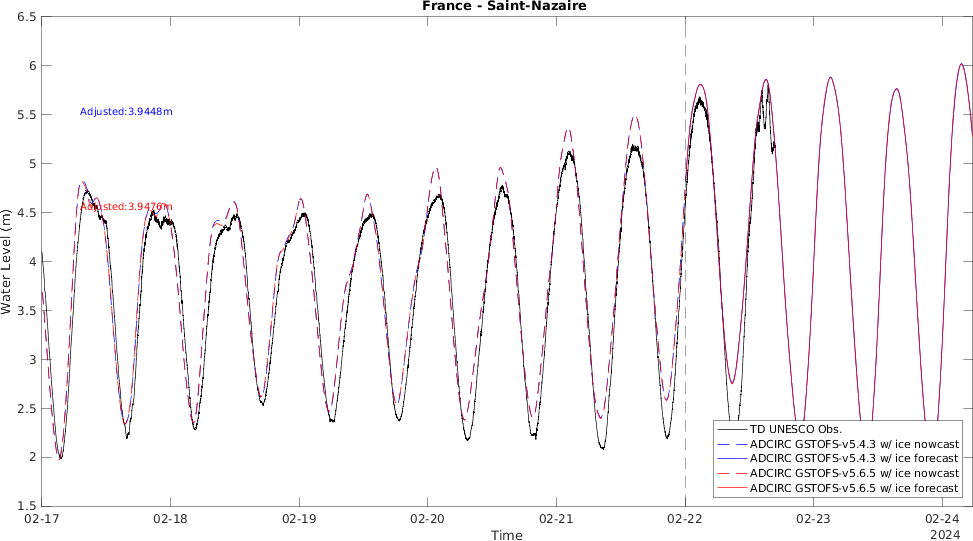 France - Saint-Nazaire
Water Level (m)
6.5
6
5.5
5
4.5
4
3.5
3
2.5
2
1.5
Adjusted:3.9448m
Adjusted:3.9476m
TD UNESCO Obs.
ADCIRC GSTOFS-v5.4.3 w/ ice nowcast
ADCIRC GSTOFS-v5.4.3 w/ ice forecast
ADCIRC GSTOFS-v5.6.5 w/ ice nowcast
ADCIRC GSTOFS-v5.6.5 w/ ice forecast
02-17 02-18 02-19 02-20 02-21 02-22 02-23 02-24
Time
2024